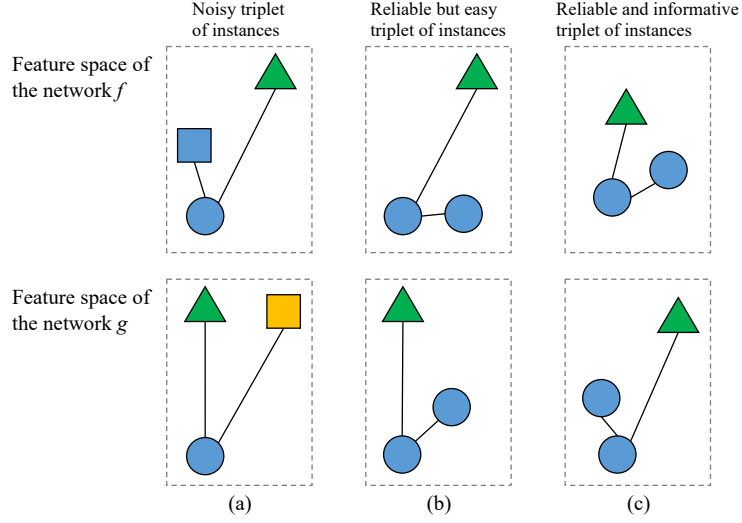 Noisy triplet
of instances
Reliable but easy
triplet of instances
Reliable and informative
triplet of instances
Feature space of
the network f
Feature space of
the network g
(a)
(b)
(c)